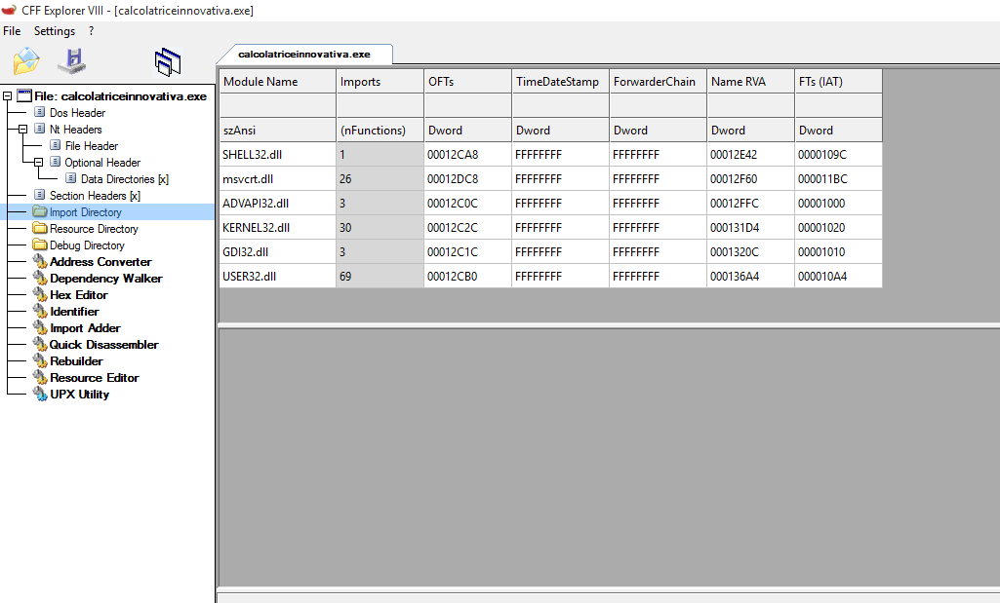 CFF Explorer VIII - [calcolatriceinnovativa.exe]
File Settings ?
calcolatriceinnovativa.exe
File: calcolatriceinnovativa.exe
Dos Header
Nt Headers
File Header
Optional Header
Data Directories [x]
Section Headers [x]
Import Directory
Resource Directory
Debug Directory
Address Converter
Dependency Walker
Hex Editor
Identifier
Import Adder
Quick Disassembler
Rebuilder
Resource Editor
UPX Utility
Module Name Imports OFTs TimeDateStamp ForwarderChain Name RVA FTs (IAT)
szAnsi (nFunctions) Dword Dword Dword Dword Dword
SHELL32.dll 1 00012CA8 FFFFFFFF FFFFFFFF 00012E42 0000109C
msvcrt.dll 26 00012DC8 FFFFFFFF FFFFFFFF 00012F60 000011BC
ADVAPI32.dll 3 00012C0C FFFFFFFF FFFFFFFF 00012FFC 00001000
KERNEL32.dll 30 00012C2C FFFFFFFF FFFFFFFF 000131D4 00001020
GDI32.dll 3 00012C1C FFFFFFFF FFFFFFFF 0001320C 00001010
USER32.dll 69 00012CB0 FFFFFFFF FFFFFFFF 000136A4 000010A4